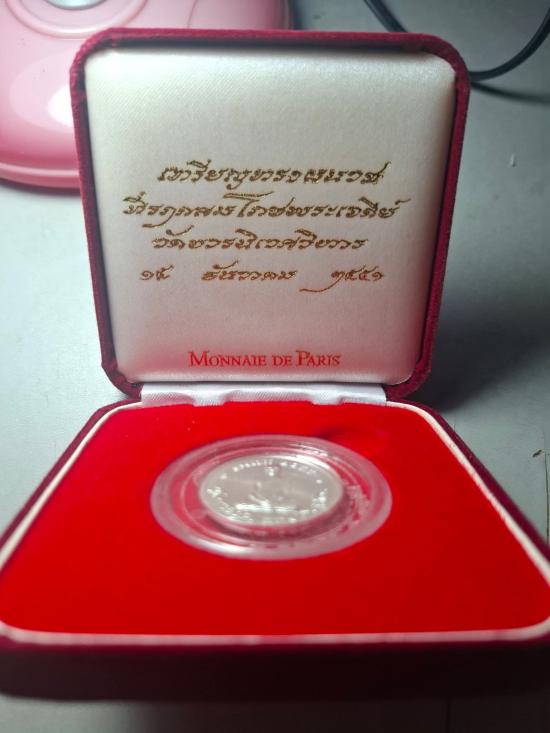 เหรียญทรงผนวช
ที่ระฤกสมโภชพระเจดีย์
วัดบวรนิเวศวิหาร
๑๙ ธันวาคม ๒๕๕๑
MONNAIE DE PARIS